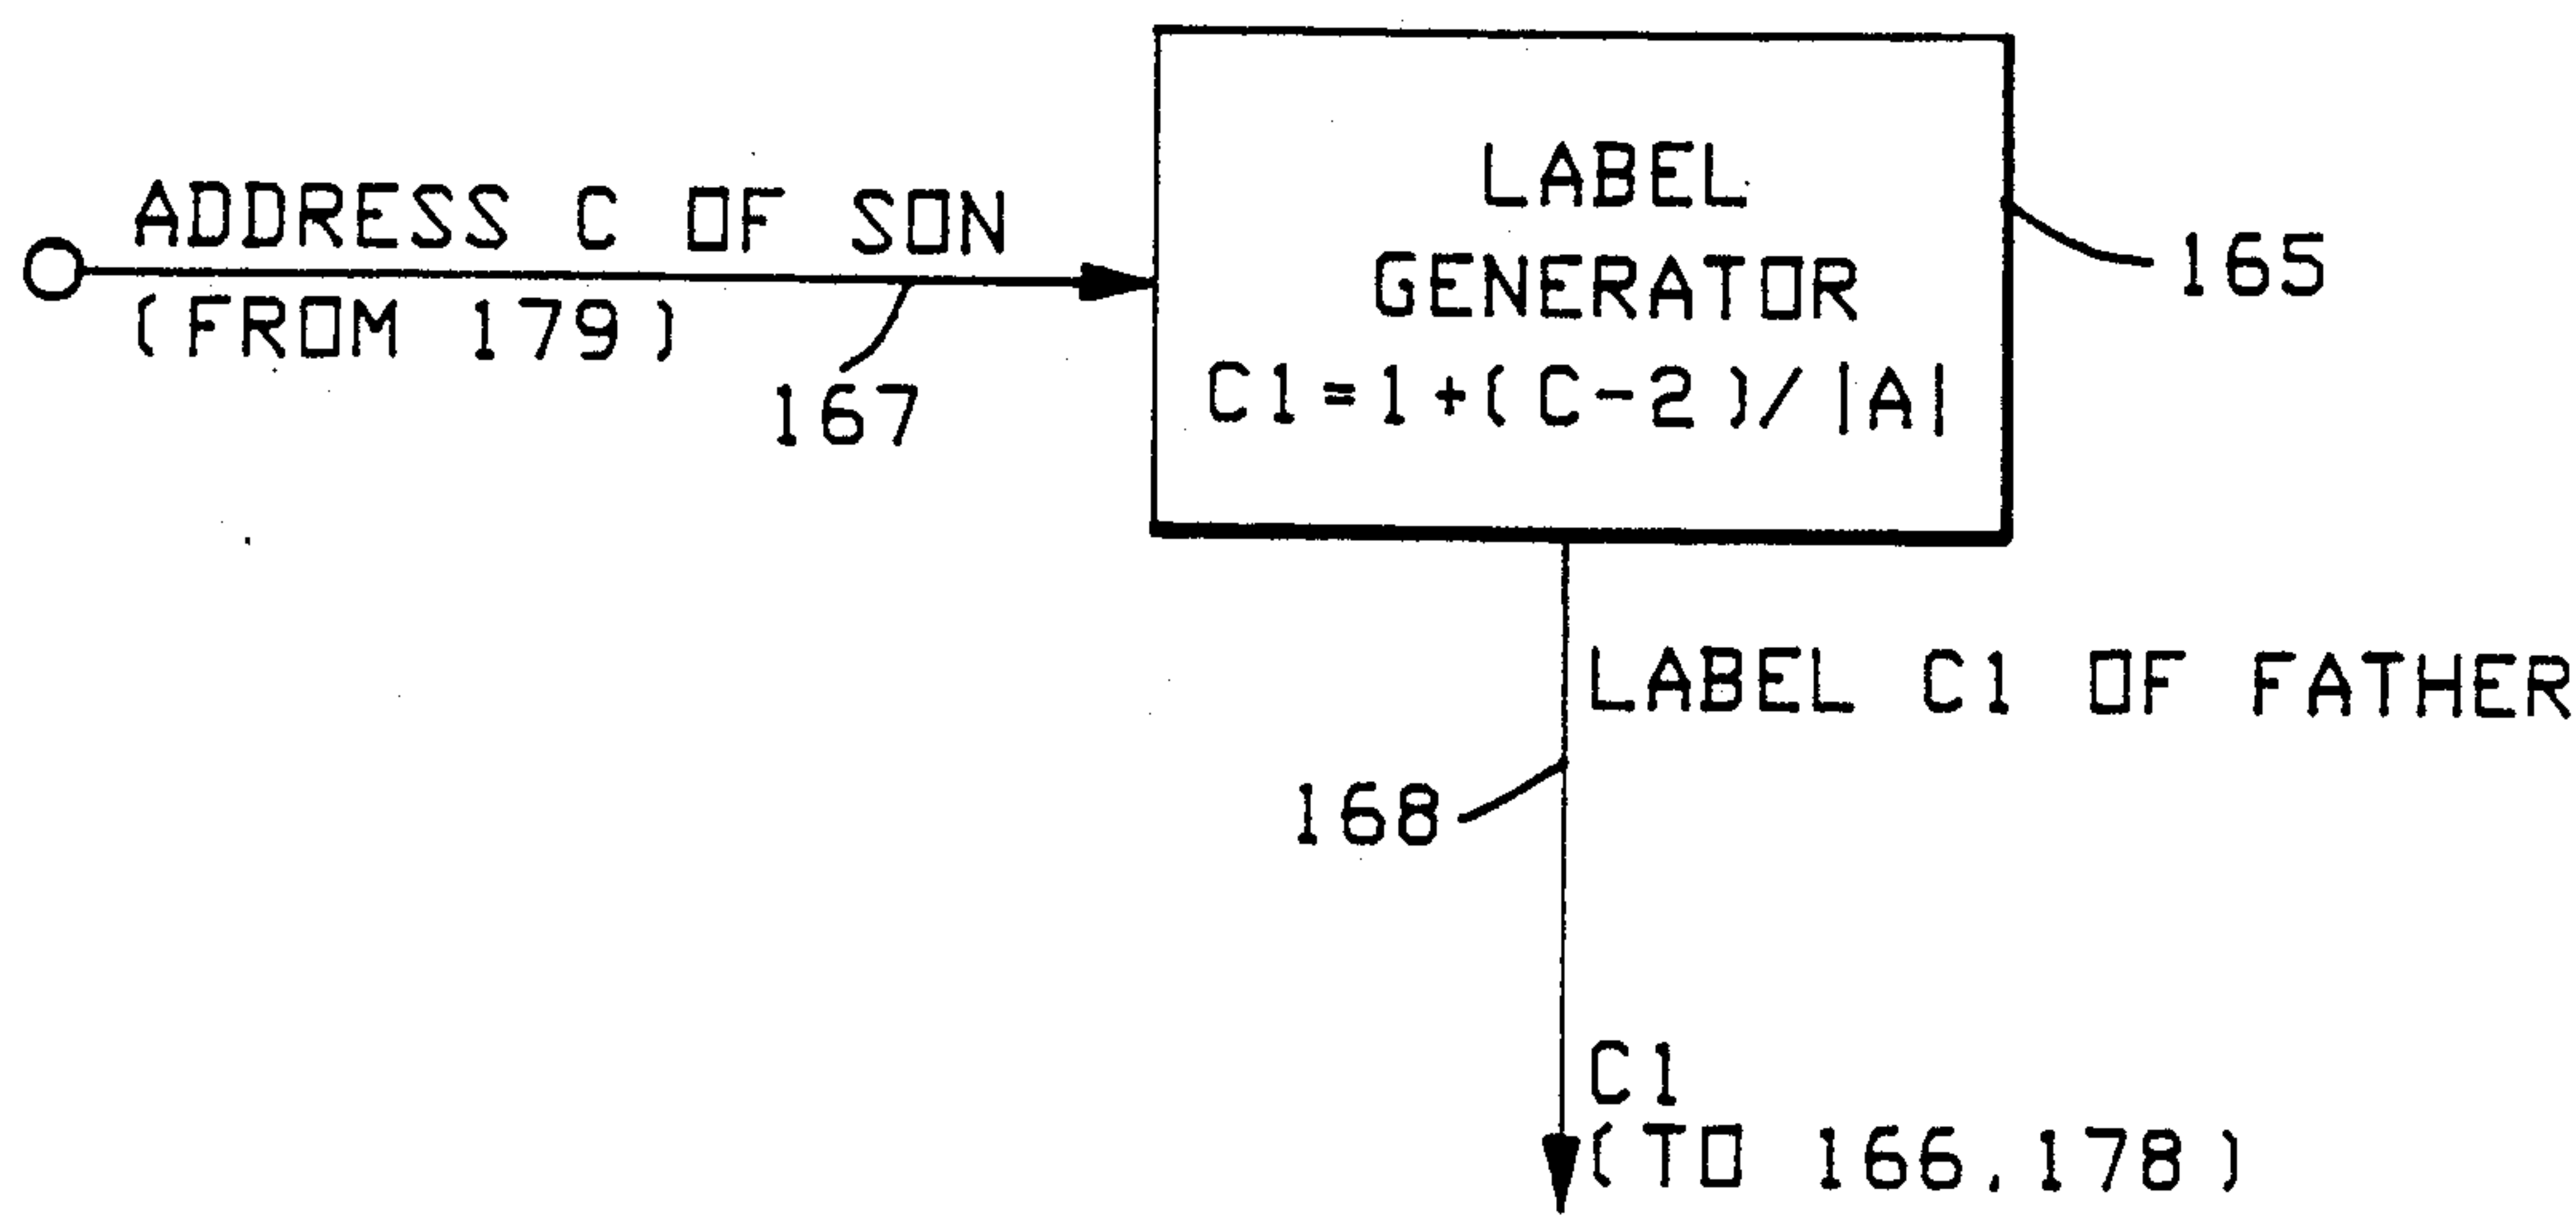 ADDRESS C OF SON
(FROM 179)
167
LABEL
GENERATOR
C1=1+(C-2)/|A|
165
LABEL C1 OF FATHER
168
C1
(TO 166,178)